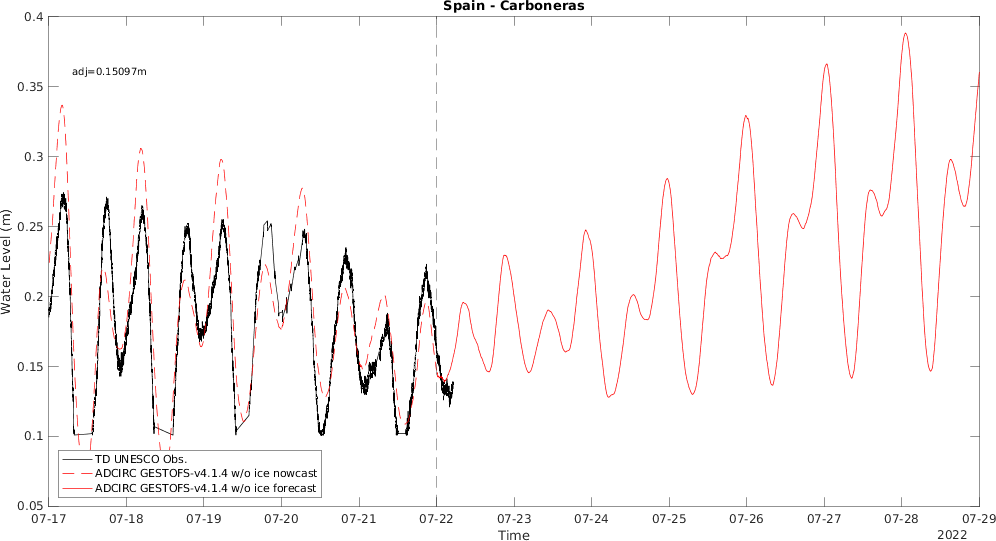 Spain - Carboneras
adj=0.15097m
Water Level (m)
0.4
0.35
0.3
0.25
0.2
0.15
0.1
0.05
TD UNESCO Obs.
ADCIRC GESTOFS-v4.1.4 w/o ice nowcast
ADCIRC GESTOFS-v4.1.4 w/o ice forecast
07-17 07-18 07-19 07-20 07-21 07-22 07-23 07-24 07-25 07-26 07-27 07-28 07-29
Time
2022